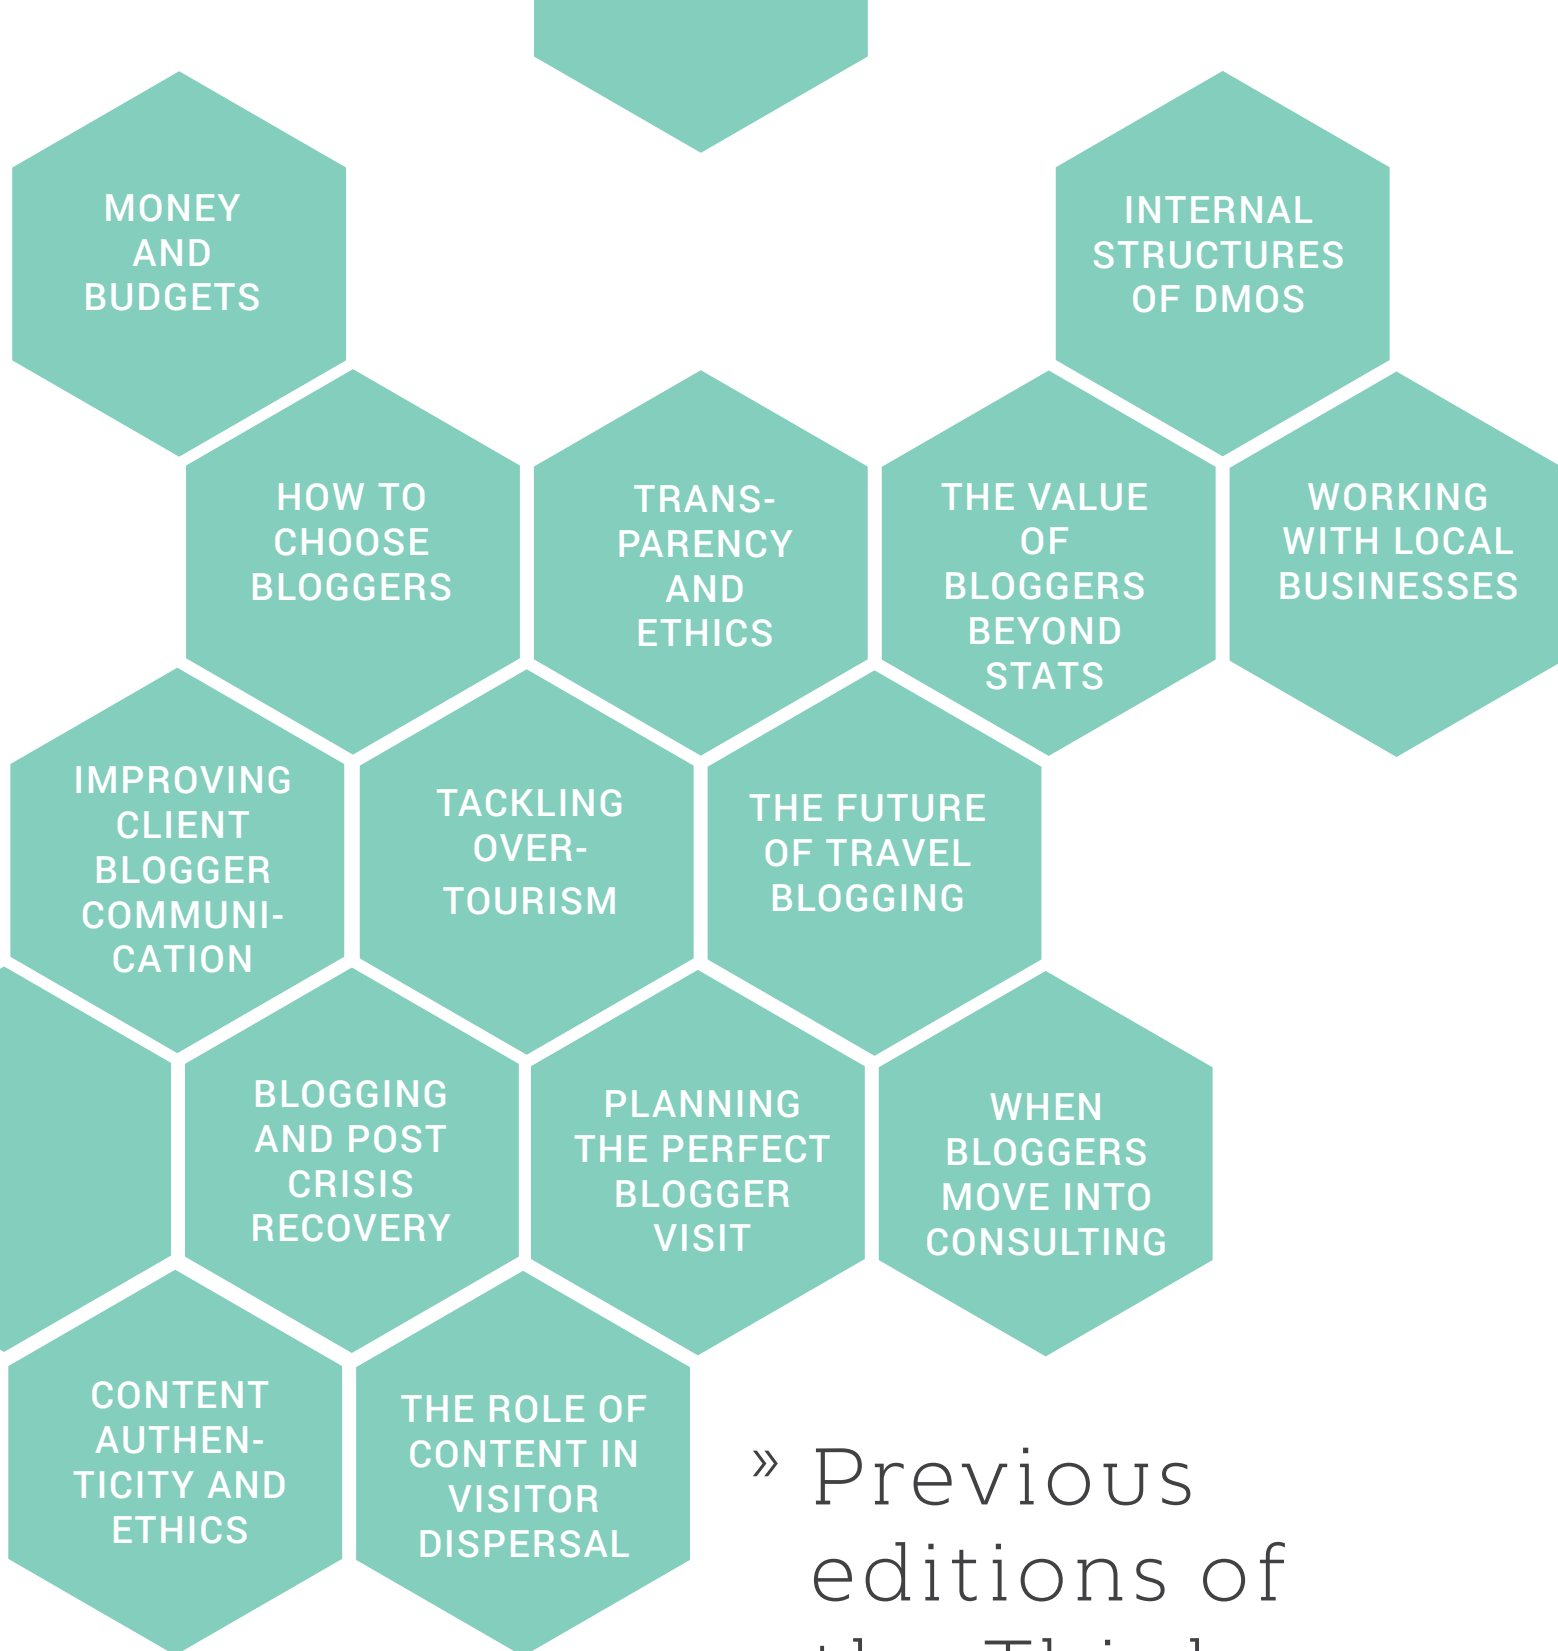 MONEY
AND
BUDGETS
INTERNAL
STRUCTURES
OF DMOS
HOW TO
CHOOSE
BLOGGERS
TRANS-
PARENCY
AND
ETHICS
THE VALUE
OF
BLOGGERS
BEYOND
STATS
WORKING
WITH LOCAL
BUSINESSES
IMPROVING
CLIENT
BLOGGER
COMMUNI-
CATION
TACKLING
OVER-
TOURISM
THE FUTURE
OF TRAVEL
BLOGGING
BLOGGING
AND POST
CRISIS
RECOVERY
PLANNING
THE PERFECT
BLOGGER
VISIT
WHEN
BLOGGERS
MOVE INTO
CONSULTING
CONTENT
AUTHEN-
TICITY AND
ETHICS
THE ROLE OF
CONTENT IN
VISITOR
DISPERSAL
» Previous
editions of